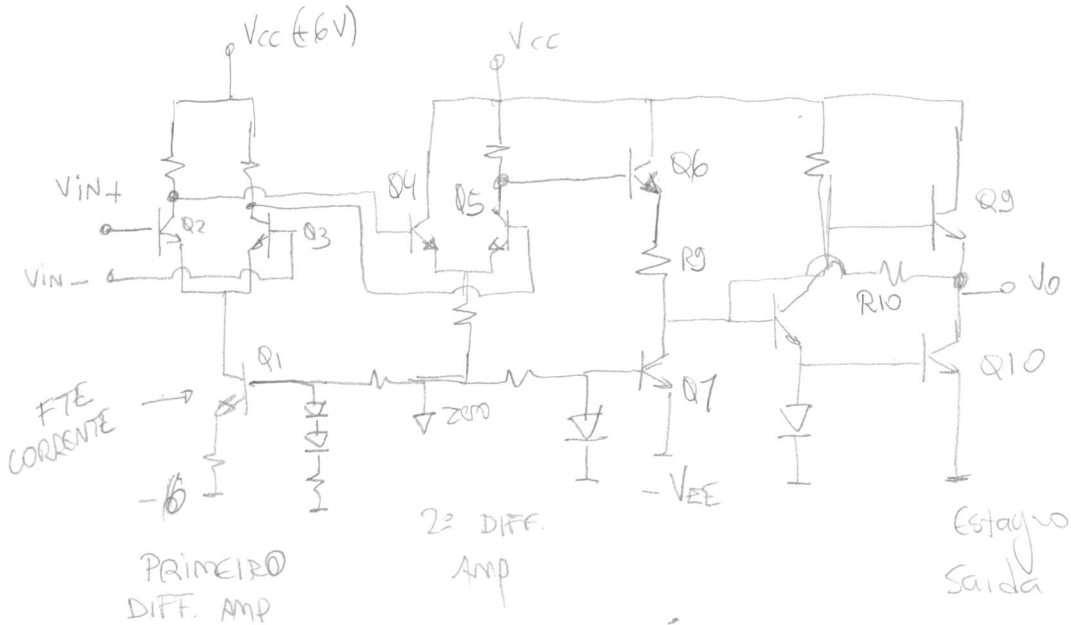 Vcc (+6V)
Vcc
Q4
Q5
Q6
Q9
ViN+
Q2
Q3
ViN-
R9
R10
Vo
Q1
Q7
Q10
FTE
CORRENTE
zero
-6
-VEE
PRIMEIRO
DIFF. AMP
2º DIFF.
AMP
Estagio
Saida